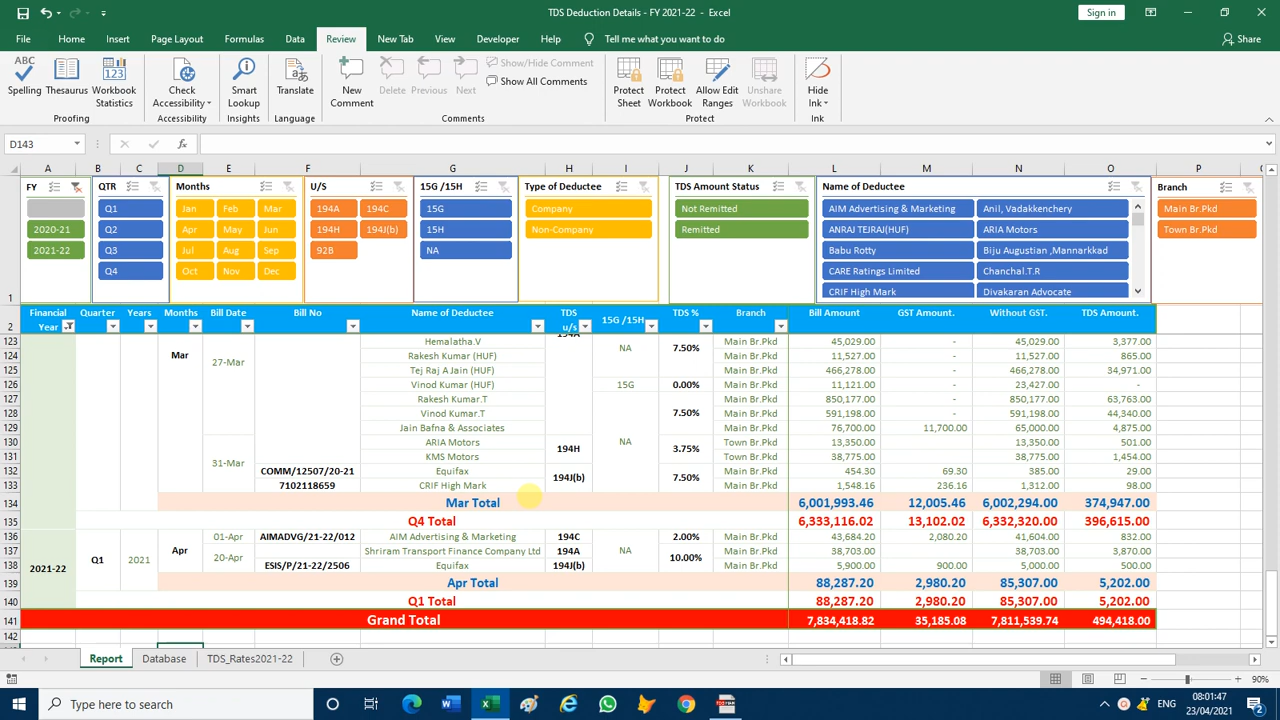 TDS Deduction Details - FY 2021-22 - Excel
Sign in
File Home Insert Page Layout Formulas Data Review New Tab View Developer Help Tell me what you want to do Share
ABC
Spelling Thesaurus Workbook Statistics
Check Accessibility
Smart Lookup
Translate
New Comment Delete Previous Next
Show/Hide Comment
Show All Comments
Protect Sheet Protect Workbook Allow Edit Ranges Unshare Workbook
Hide Ink
Proofing Accessibility Insights Language Comments Protect Ink
D143 fx
A B C D E F G H I J K L M N O P Q R S T
FY QTR Months U/S 15G /15H Type of Deductee TDS Amount Status Name of Deductee Branch
Q1 Jan Feb Mar 194A 194C 15G Company Not Remitted AIM Advertising & Marketing Anil, Vadakkenchery Main Br.Pkd
2020-21 Q2 Apr May Jun 194H 194J(b) 15H Non-Company Remitted ANRAJ TEJRAJ(HUF) ARIA Motors Town Br.Pkd
2021-22 Q3 Jul Aug Sep 92B NA Babu Rotty Biju Augustian ,Mannarkkad
Q4 Oct Nov Dec CARE Ratings Limited Chanchal.T.R
1 CRIF High Mark Divakaran Advocate
2 Financial Year Quarter Years Months Bill Date Bill No Name of Deductee TDS u/s 15G /15H TDS % Branch Bill Amount GST Amount. Without GST. TDS Amount.
123 Hemalatha.V 194A NA 7.50% Main Br.Pkd 45,029.00 - 45,029.00 3,377.00
124 Mar 27-Mar Rakesh Kumar (HUF) Main Br.Pkd 11,527.00 - 11,527.00 865.00
125 Tej Raj A Jain (HUF) Main Br.Pkd 466,278.00 - 466,278.00 34,971.00
126 Vinod Kumar (HUF) 15G 0.00% Main Br.Pkd 11,121.00 23,427.00 -
127 Rakesh Kumar.T Main Br.Pkd 850,177.00 - 850,177.00 63,763.00
128 Vinod Kumar.T 7.50% Main Br.Pkd 591,198.00 - 591,198.00 44,340.00
129 Jain Bafna & Associates Main Br.Pkd 76,700.00 11,700.00 65,000.00 4,875.00
130 ARIA Motors 194H NA 3.75% Town Br.Pkd 13,350.00 13,350.00 501.00
131 31-Mar KMS Motors Town Br.Pkd 38,775.00 38,775.00 1,454.00
132 COMM/12507/20-21 Equifax 194J(b) 7.50% Main Br.Pkd 454.30 69.30 385.00 29.00
133 7102118659 CRIF High Mark Main Br.Pkd 1,548.16 236.16 1,312.00 98.00
134 Mar Total 6,001,993.46 12,005.46 6,002,294.00 374,947.00
135 Q4 Total 6,333,116.02 13,102.02 6,332,320.00 396,615.00
136 01-Apr AIMADVG/21-22/012 AIM Advertising & Marketing 194C 2.00% Main Br.Pkd 43,684.20 2,080.20 41,604.00 832.00
137 2021-22 Q1 2021 Apr 20-Apr Shriram Transport Finance Company Ltd 194A NA 10.00% Main Br.Pkd 38,703.00 38,703.00 3,870.00
138 ESIS/P/21-22/2506 Equifax 194J(b) Main Br.Pkd 5,900.00 900.00 5,000.00 500.00
139 Apr Total 88,287.20 2,980.20 85,307.00 5,202.00
140 Q1 Total 88,287.20 2,980.20 85,307.00 5,202.00
141 Grand Total 7,834,418.82 35,185.08 7,811,539.74 494,418.00
142
Report Database TDS_Rates2021-22
90%
Type here to search
ENG 08:01:47
23/04/2021
2